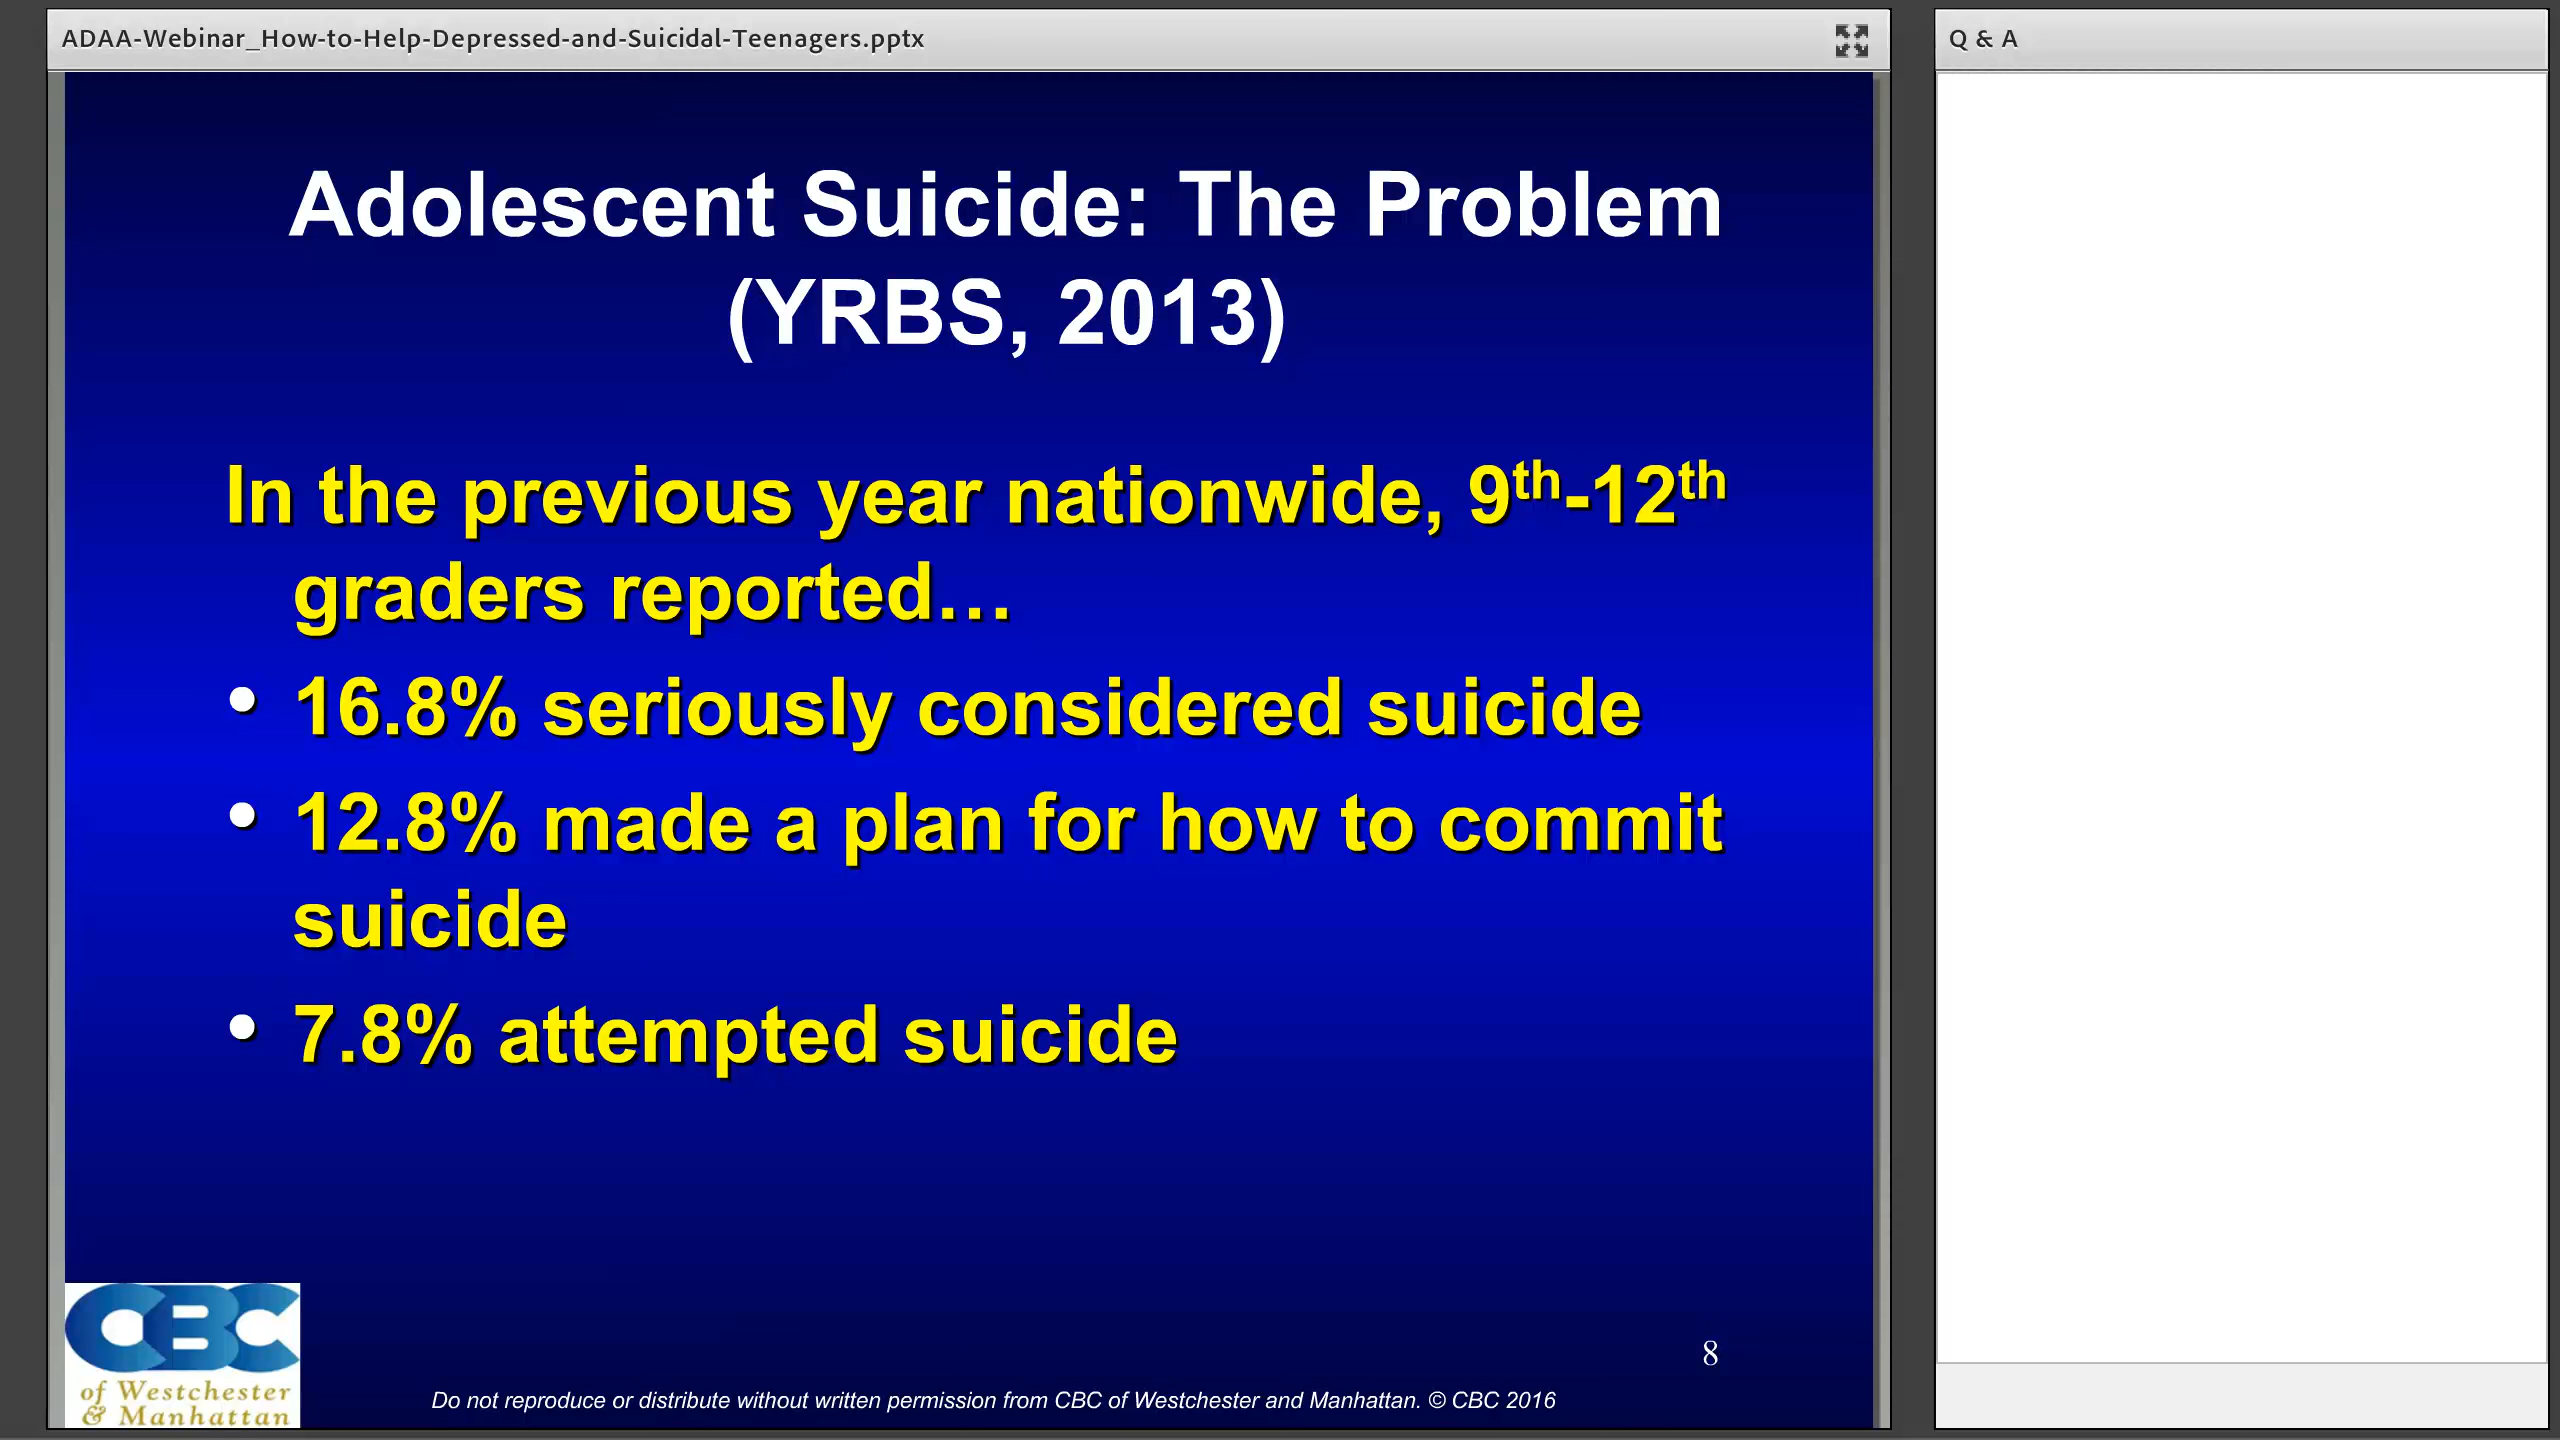 ADAA-Webinar_How-to-Help-Depressed-and-Suicidal-Teenagers.pptx
Q & A
Adolescent Suicide: The Problem
(YRBS, 2013)
In the previous year nationwide, 9th-12th
graders reported…
• 16.8% seriously considered suicide
• 12.8% made a plan for how to commit
suicide
• 7.8% attempted suicide
CBC
of Westchester
& Manhattan
8
Do not reproduce or distribute without written permission from CBC of Westchester and Manhattan. © CBC 2016